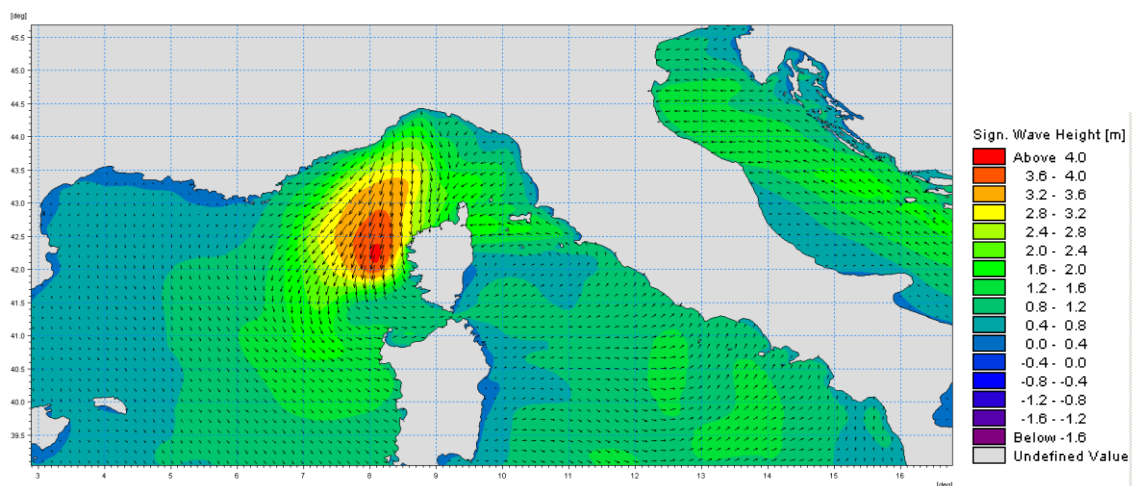 [deg]
45.5
45.0
44.5
44.0
43.5
43.0
42.5
42.0
41.5
41.0
40.5
40.0
39.5
3 4 5 6 7 8 9 10 11 12 13 14 15 16
[deg]
Sign. Wave Height [m]
Above 4.0
3.6 - 4.0
3.2 - 3.6
2.8 - 3.2
2.4 - 2.8
2.0 - 2.4
1.6 - 2.0
1.2 - 1.6
0.8 - 1.2
0.4 - 0.8
0.0 - 0.4
-0.4 - 0.0
-0.8 - -0.4
-1.2 - -0.8
-1.6 - -1.2
Below -1.6
Undefined Value